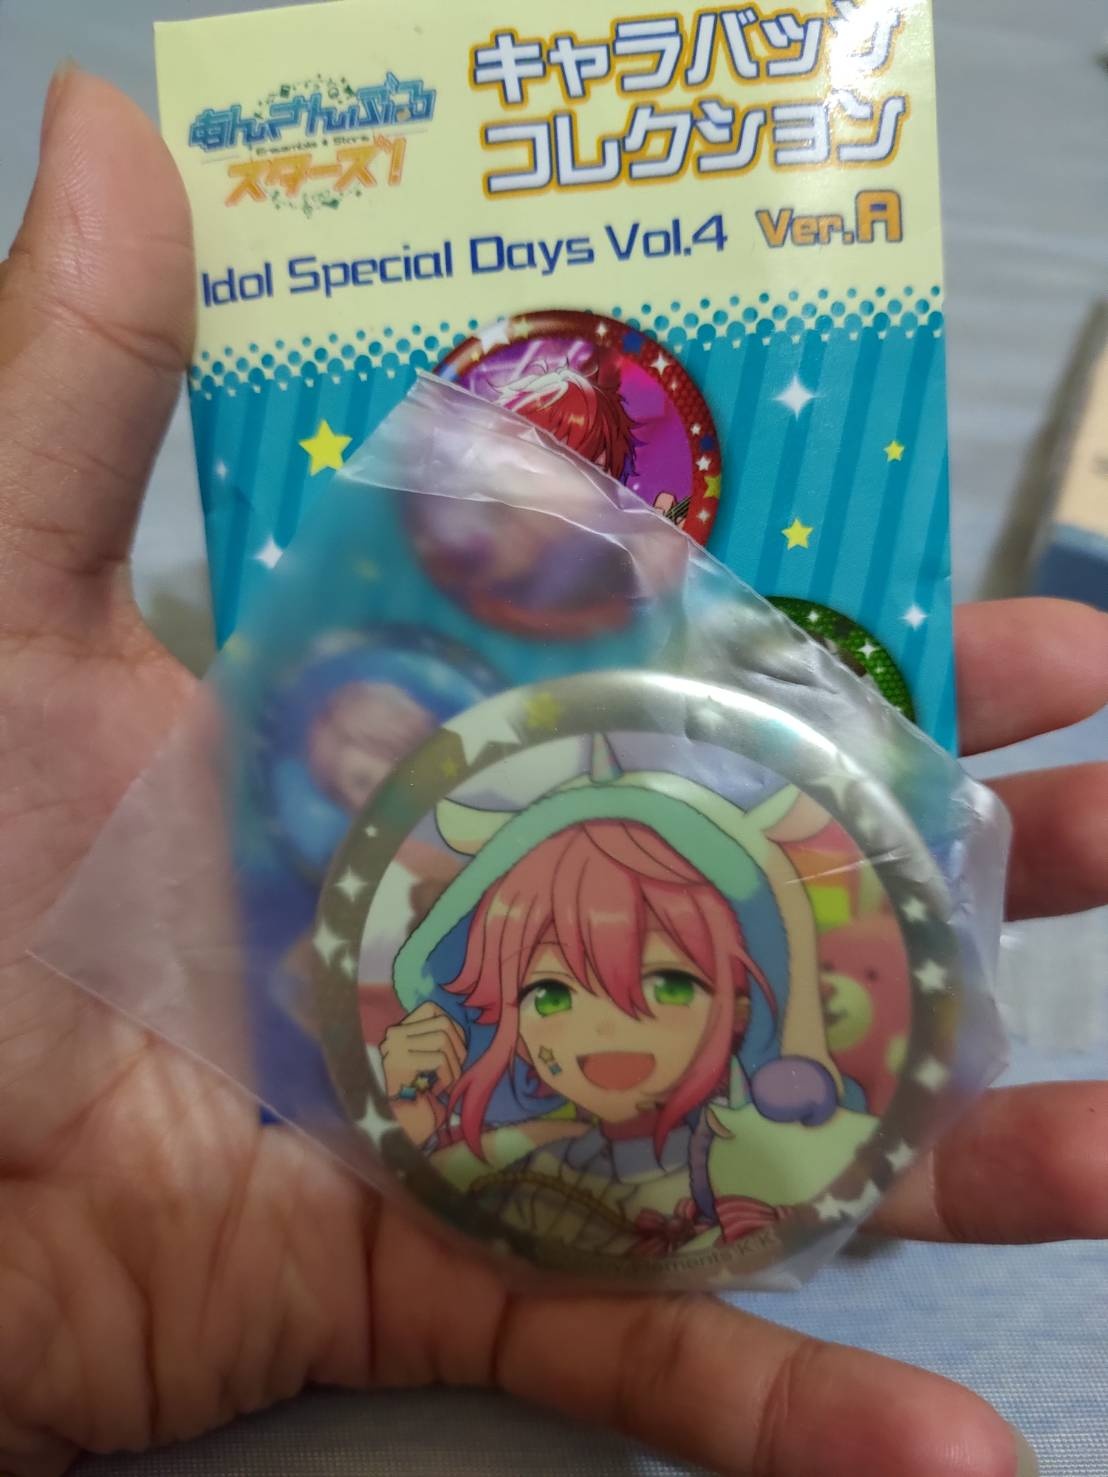 あんさんぶる
Ensemble Stars
スターズ!
キャラバッジ
コレクション
Idol Special Days Vol.4 Ver.A